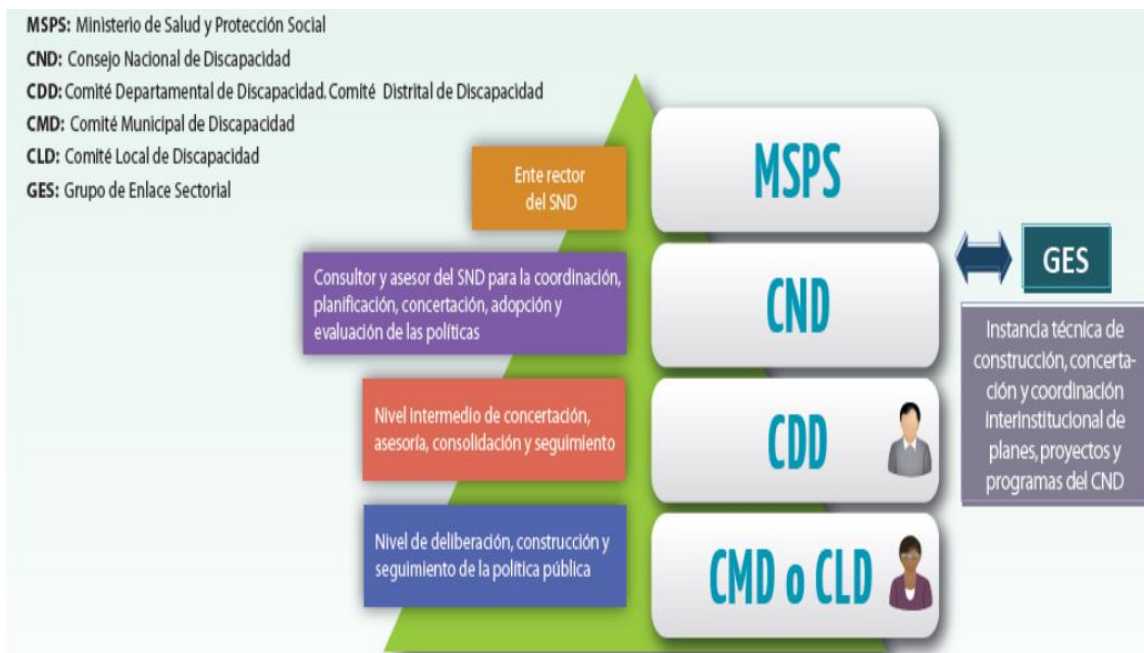 MSPS: Ministerio de Salud y Protección Social
CND: Consejo Nacional de Discapacidad
CDD: Comité Departamental de Discapacidad. Comité Distrital de Discapacidad
CMD: Comité Municipal de Discapacidad
CLD: Comité Local de Discapacidad
GES: Grupo de Enlace Sectorial
Ente rector
del SND
MSPS
Consultor y asesor del SND para la coordinación,
planificación, concertación, adopción y
evaluación de las políticas
CND
GES
Instancia técnica de
construcción, concerta-
ción y coordinación
interinstitucional de
planes, proyectos y
programas del CND
Nivel intermedio de concertación,
asesoría, consolidación y seguimiento
CDD
Nivel de deliberación, construcción y
seguimiento de la política pública
CMD o CLD